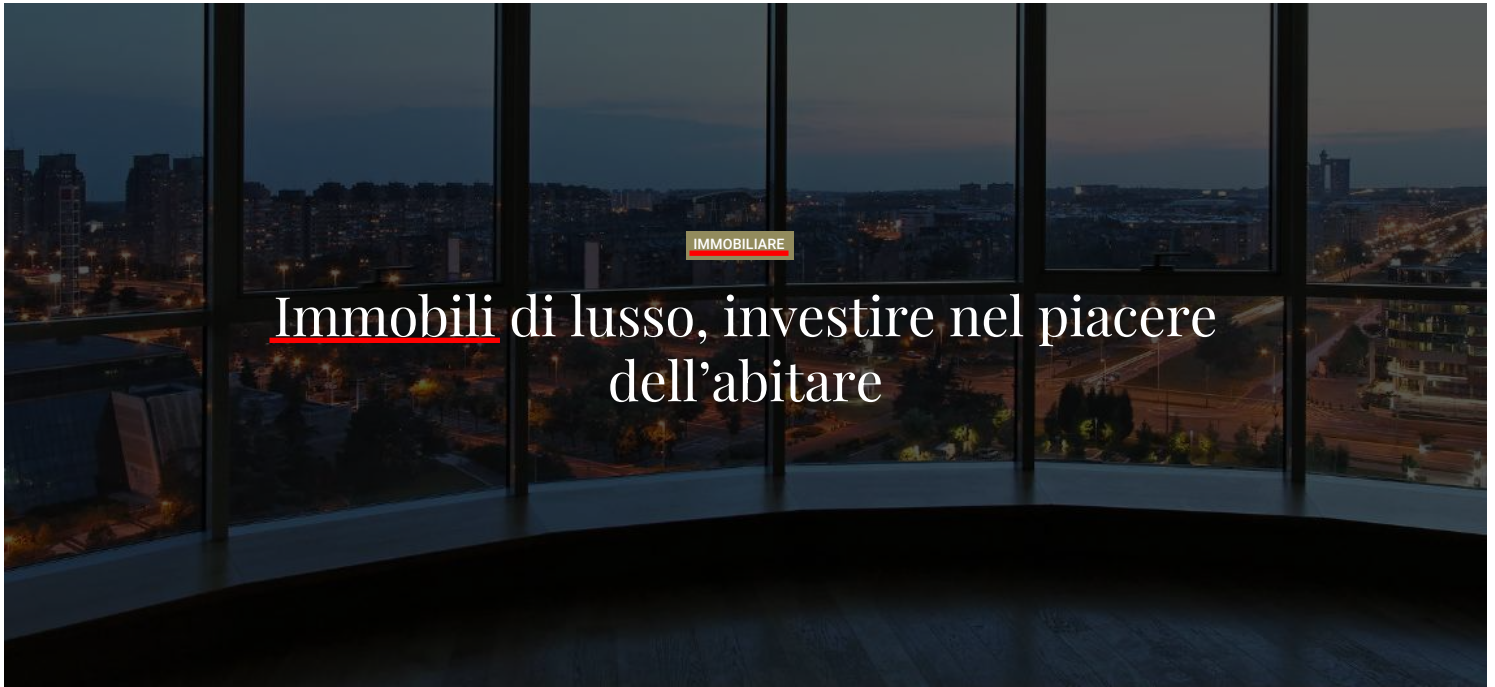 IMMOBILIARE
Immobili di lusso, investire nel piacere
dell’abitare